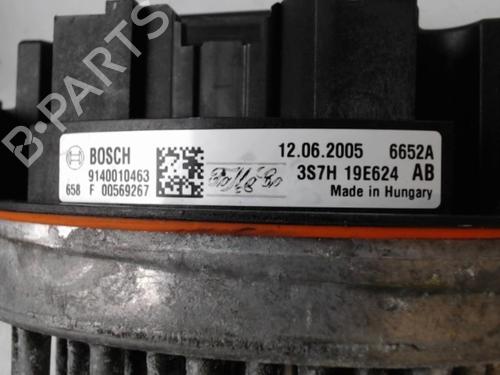 B-PARTS
BOSCH
9140010463
658 F 00569267
12.06.2005 6652A
3S7H 19E624 AB
Made in Hungary